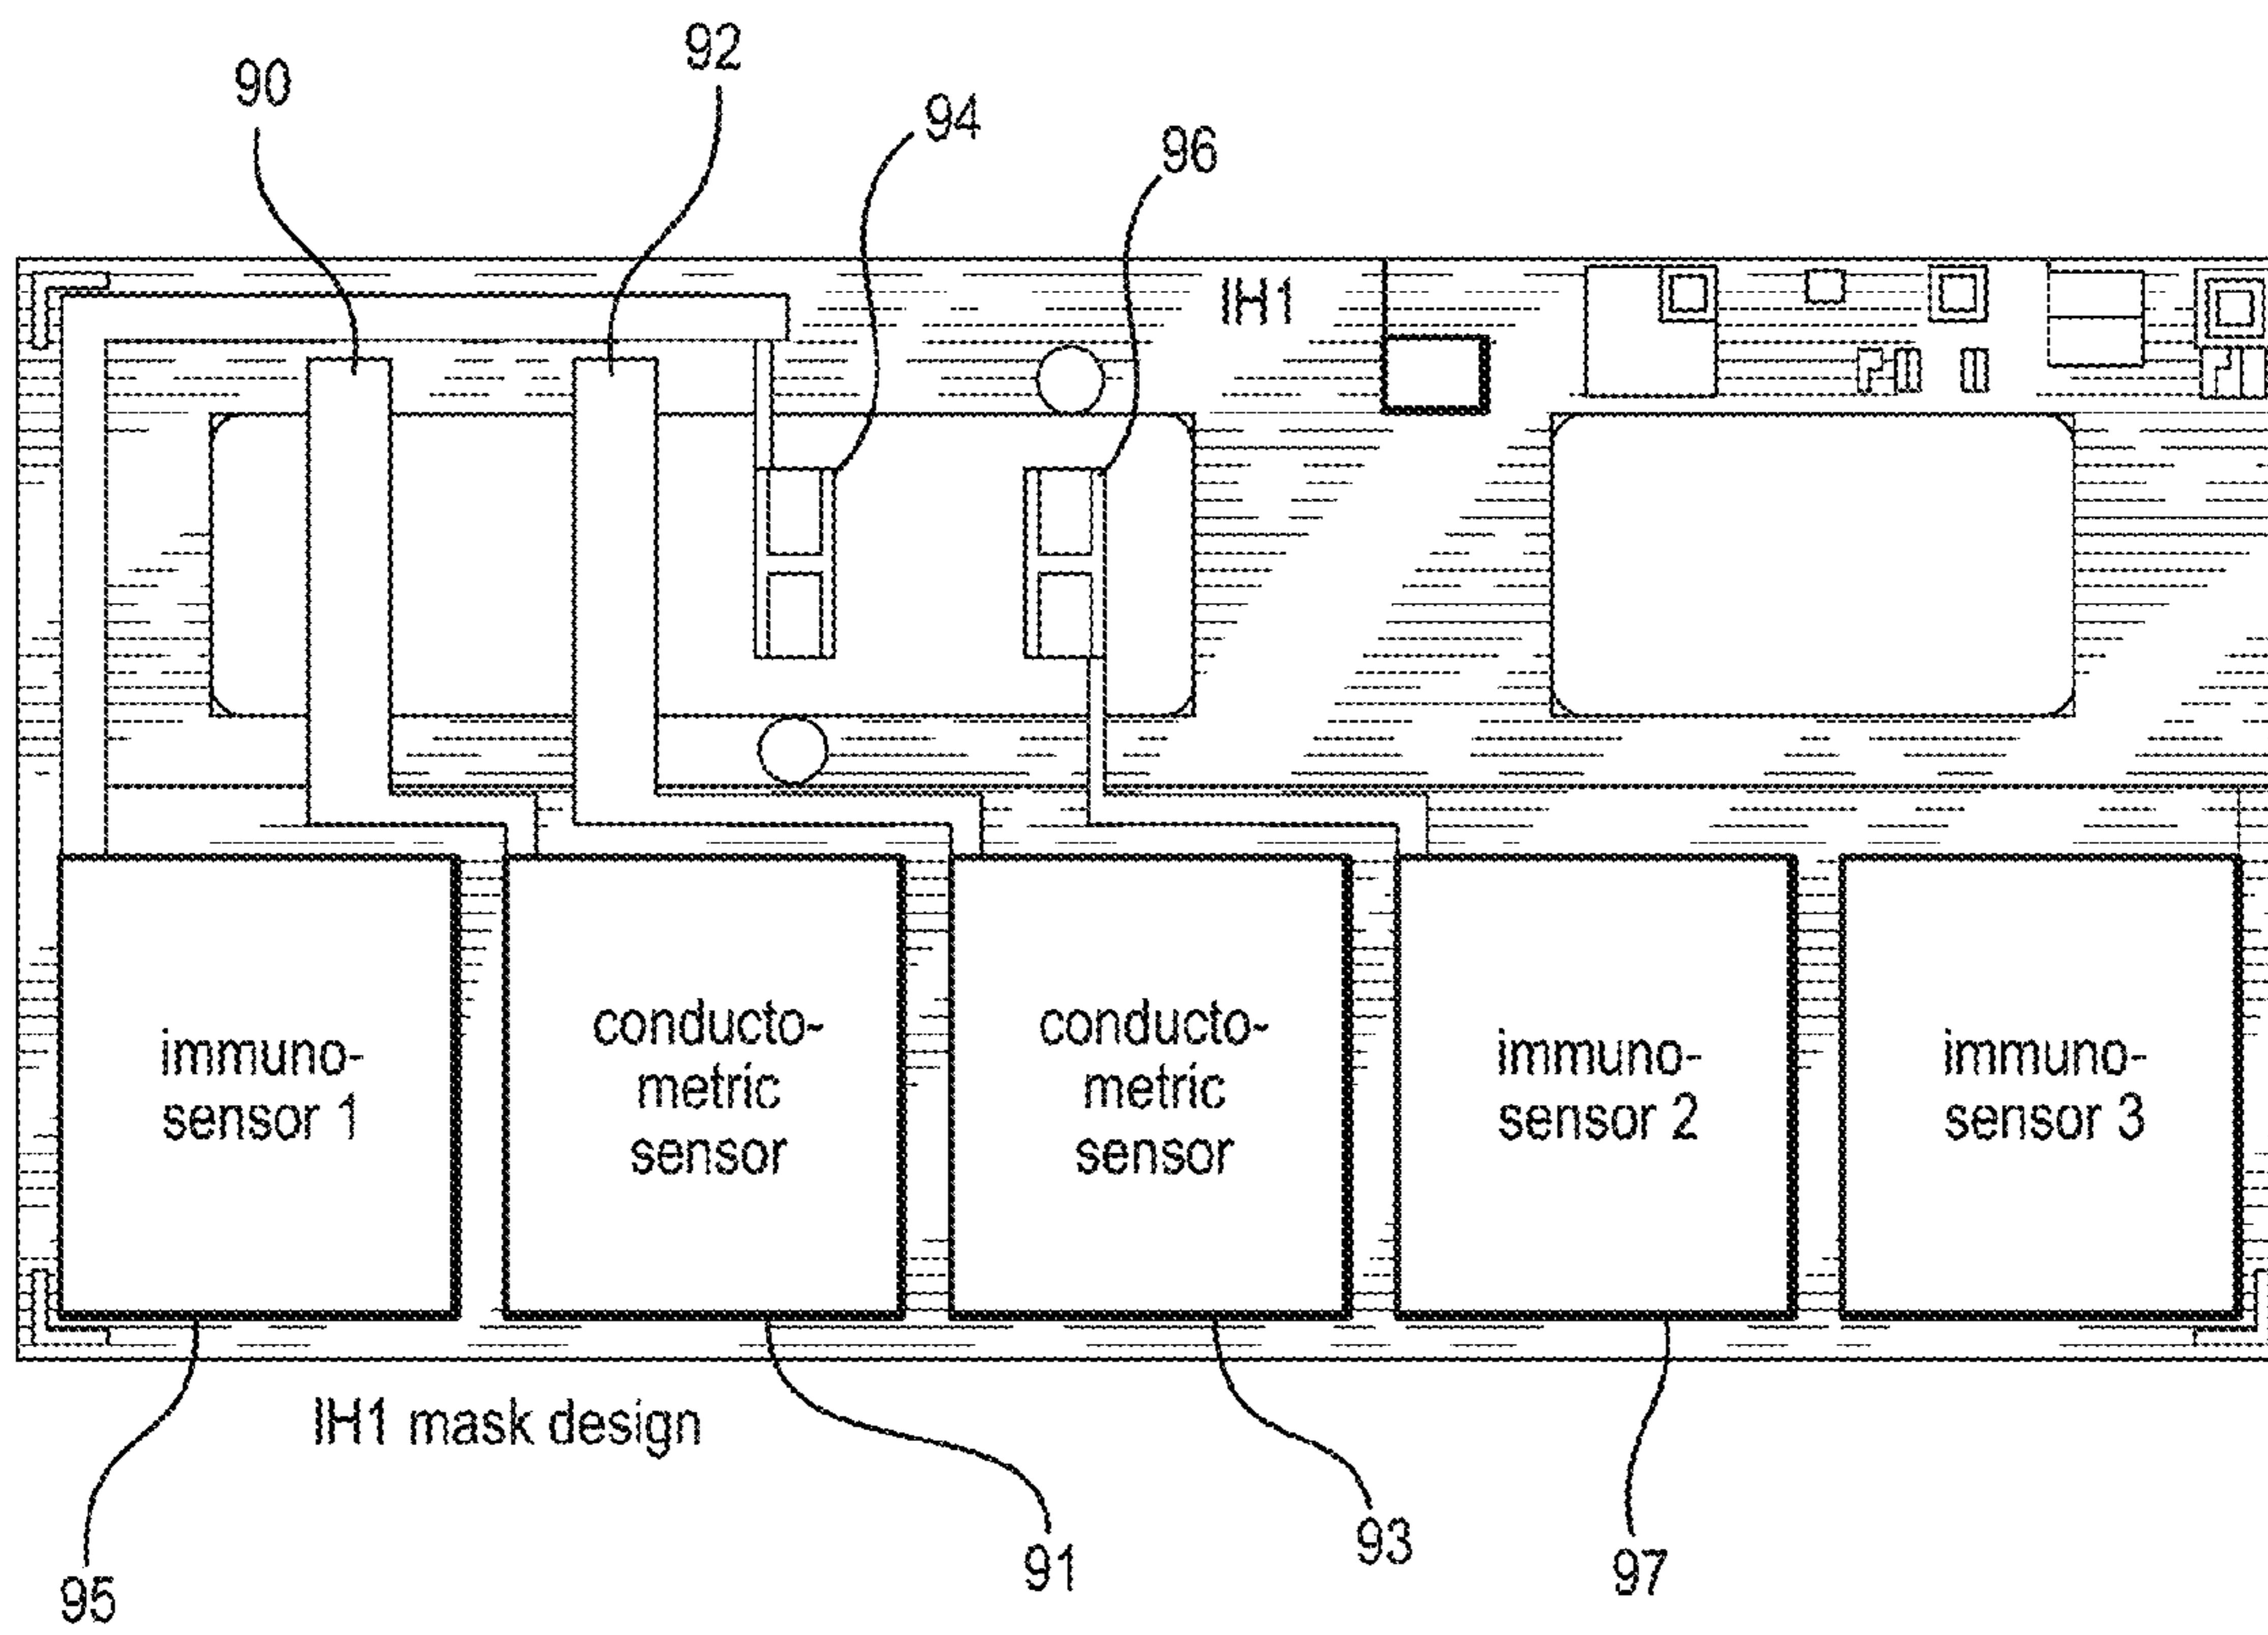 90
92
94
96
IH1
immuno-
sensor 1
conducto-
metric
sensor
conducto-
metric
sensor
immuno-
sensor 2
immuno-
sensor 3
IH1 mask design
95
91
93
97